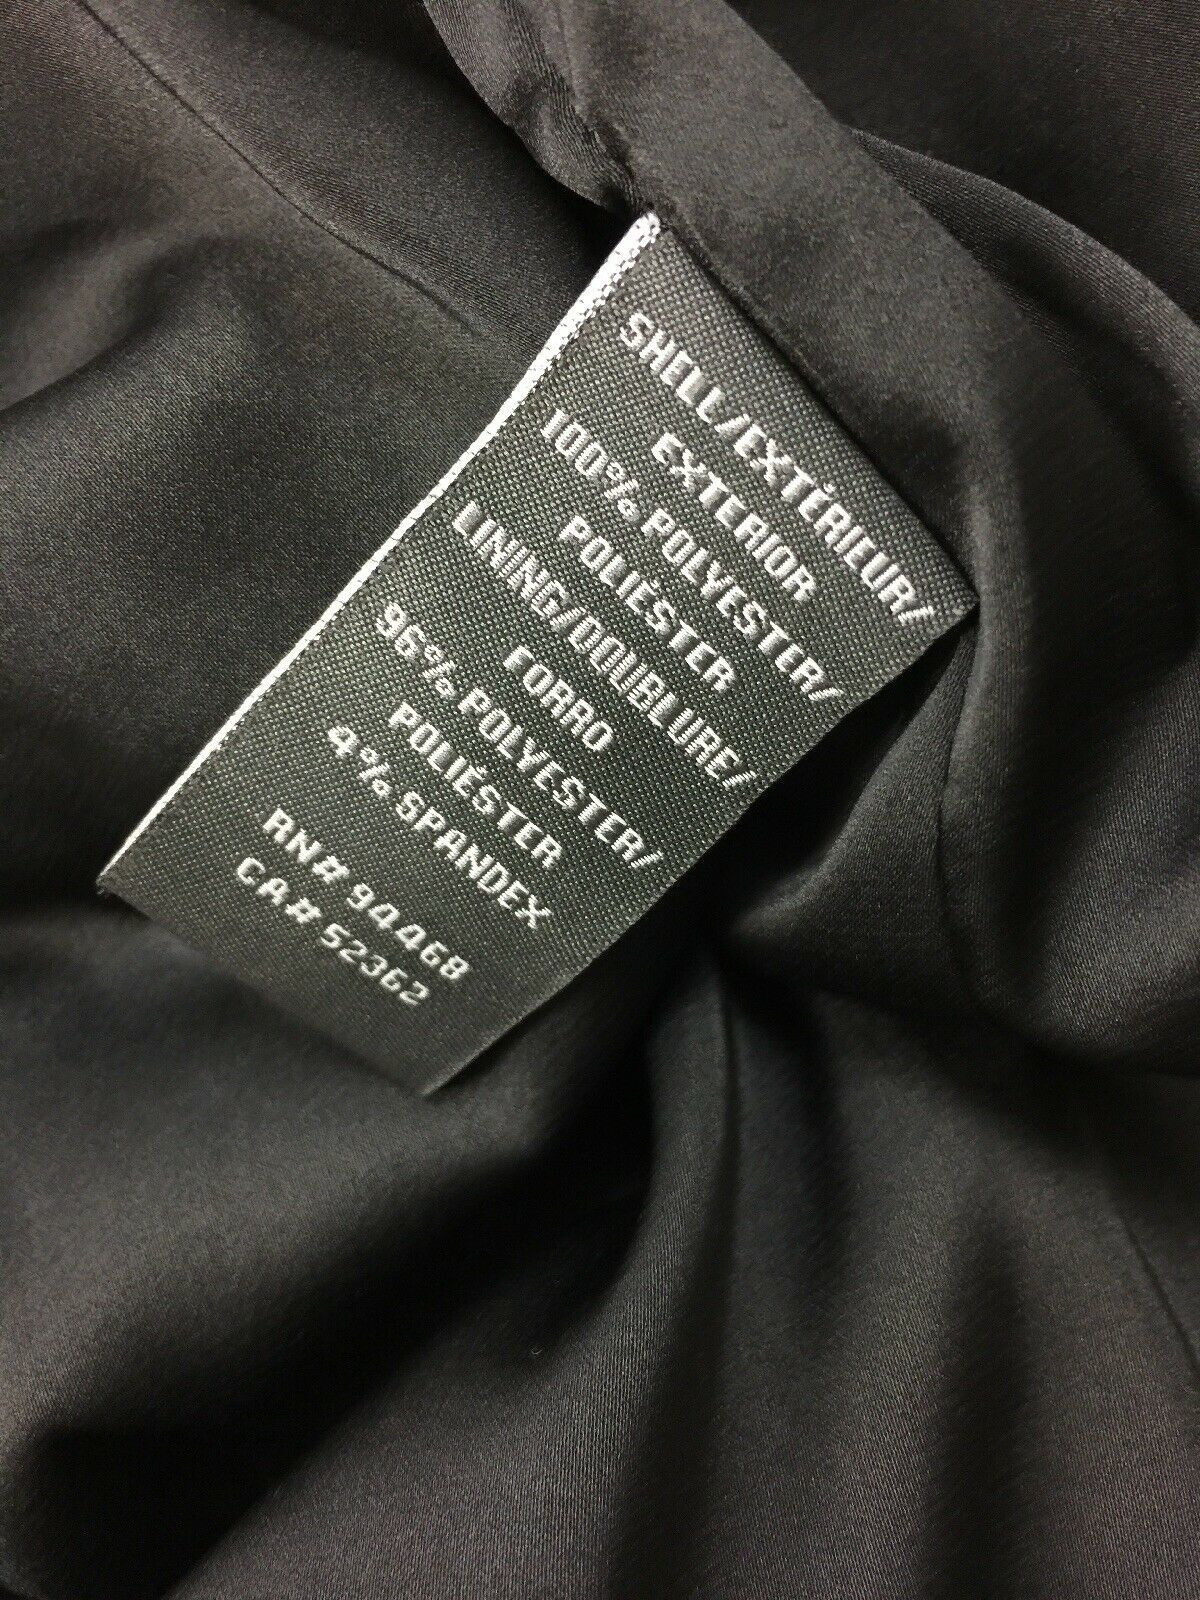 SHELL/EXTÉRIEUR/
EXTERIOR
100% POLYESTER/
POLIÉSTER
LINING/DOUBLURE/
FORRO
96% POLYESTER/
POLIÉSTER
4% SPANDEX
RN# 94468
CA# 52362